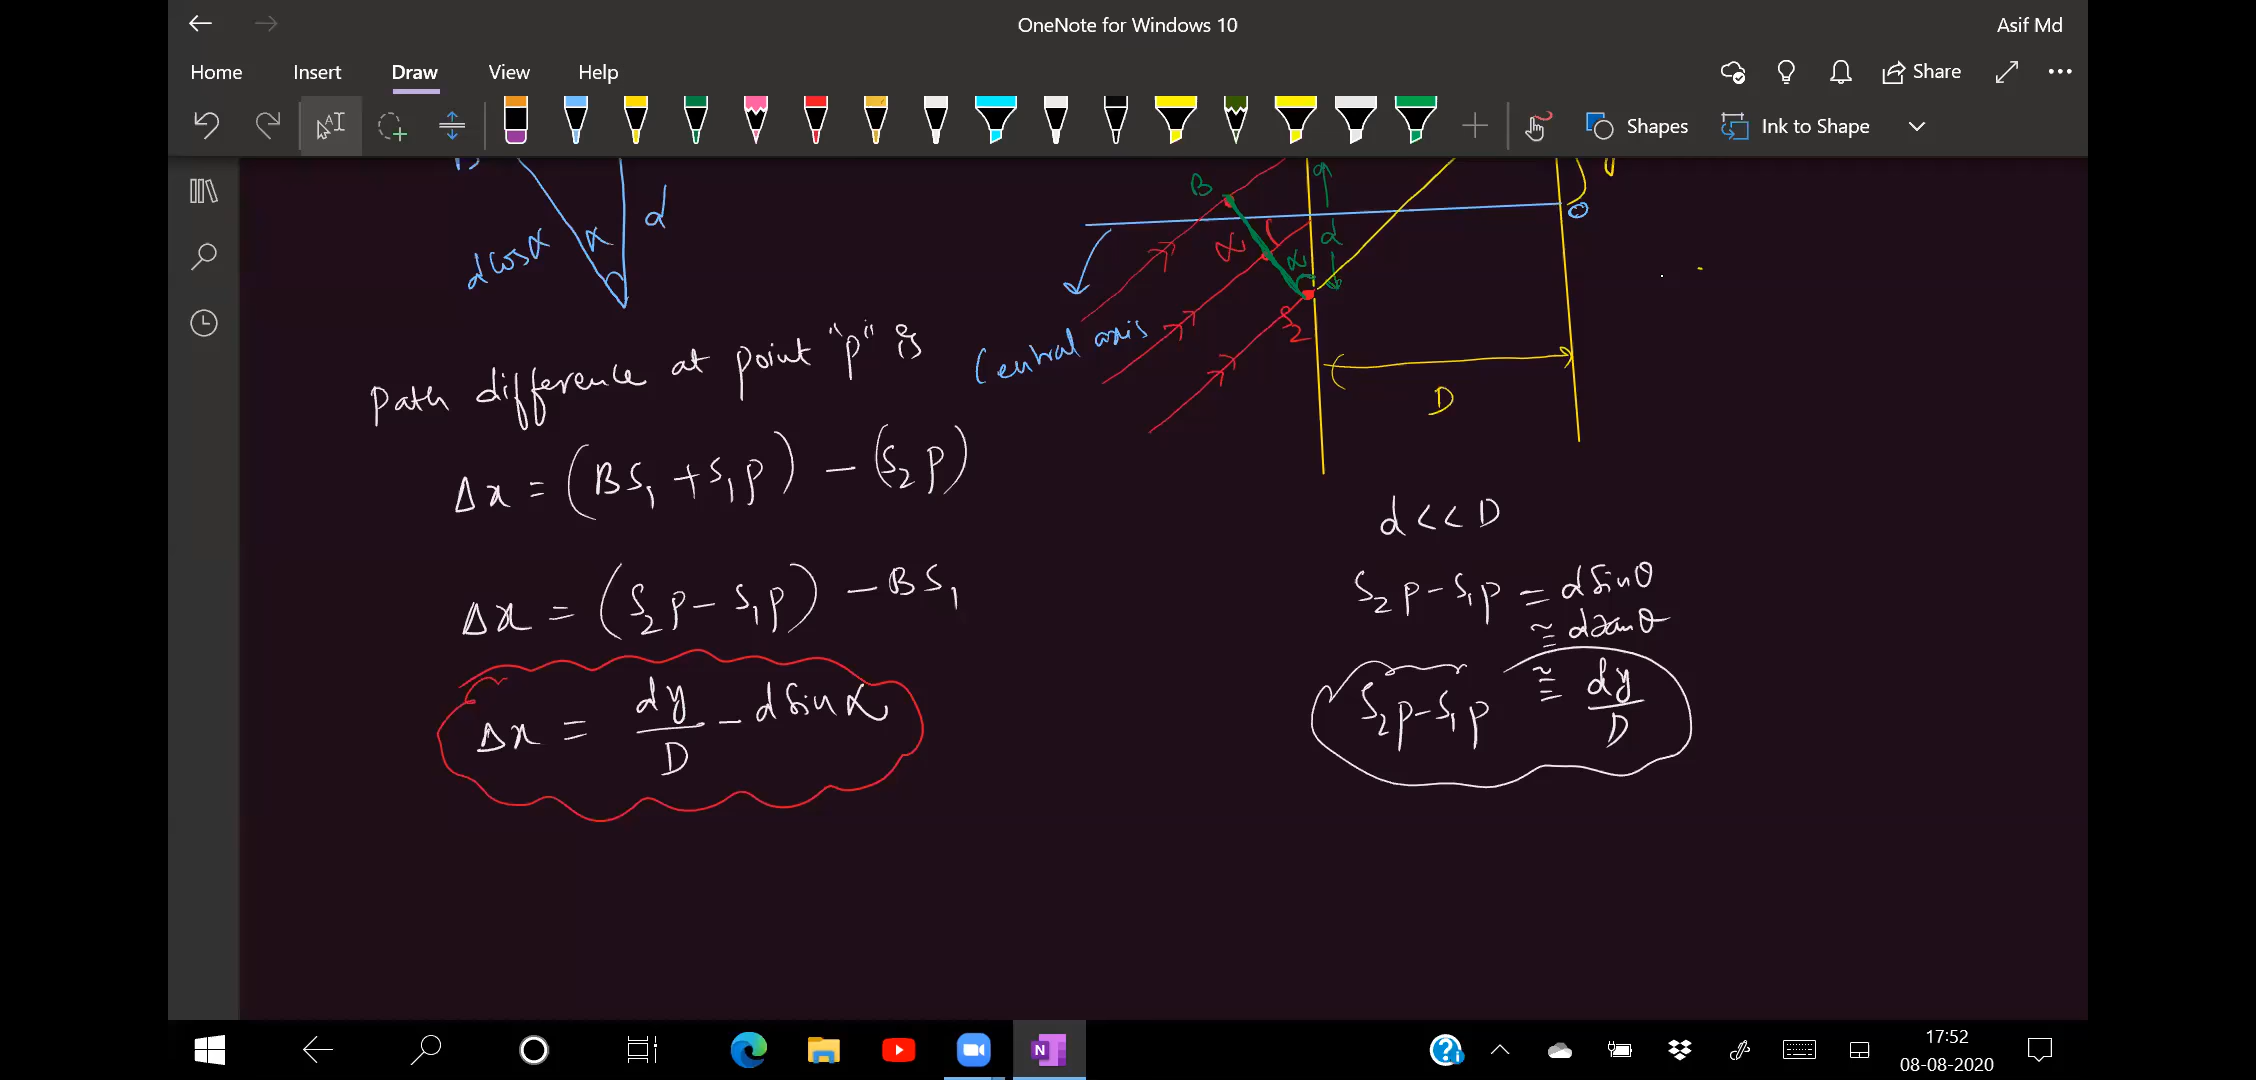 OneNote for Windows 10
Asif Md
Home Insert Draw View Help
Share
Shapes
Ink to Shape
B
d
α
d cos α
B
α
α
d
S2
O
y
D
Central axis
Path difference at point "p" is
Δx = (BS₁ + S₁p) − (S₂p)
Δx = (S₂p − S₁p) − BS₁
Δx = dy/D − d sin α
d << D
S₂p − S₁p = d sin θ
≅ d tan θ
S₂p − S₁p ≅ dy/D
17:52
08-08-2020